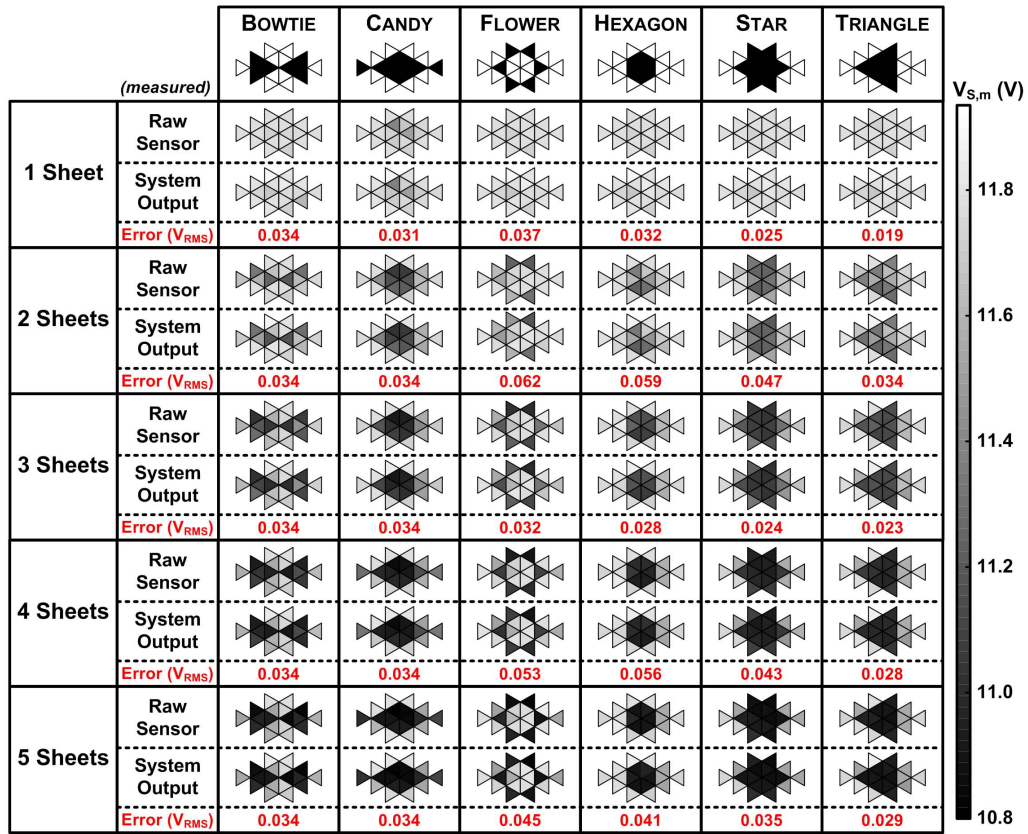 BOWTIE CANDY FLOWER HEXAGON STAR TRIANGLE
(measured)
V_S,m (V)
1 Sheet
Raw
Sensor
System
Output
Error (V_RMS) 0.034 0.031 0.037 0.032 0.025 0.019
2 Sheets
Raw
Sensor
System
Output
Error (V_RMS) 0.034 0.034 0.062 0.059 0.047 0.034
3 Sheets
Raw
Sensor
System
Output
Error (V_RMS) 0.034 0.034 0.032 0.028 0.024 0.023
4 Sheets
Raw
Sensor
System
Output
Error (V_RMS) 0.034 0.034 0.053 0.056 0.043 0.028
5 Sheets
Raw
Sensor
System
Output
Error (V_RMS) 0.034 0.034 0.045 0.041 0.035 0.029
11.8
11.6
11.4
11.2
11.0
10.8